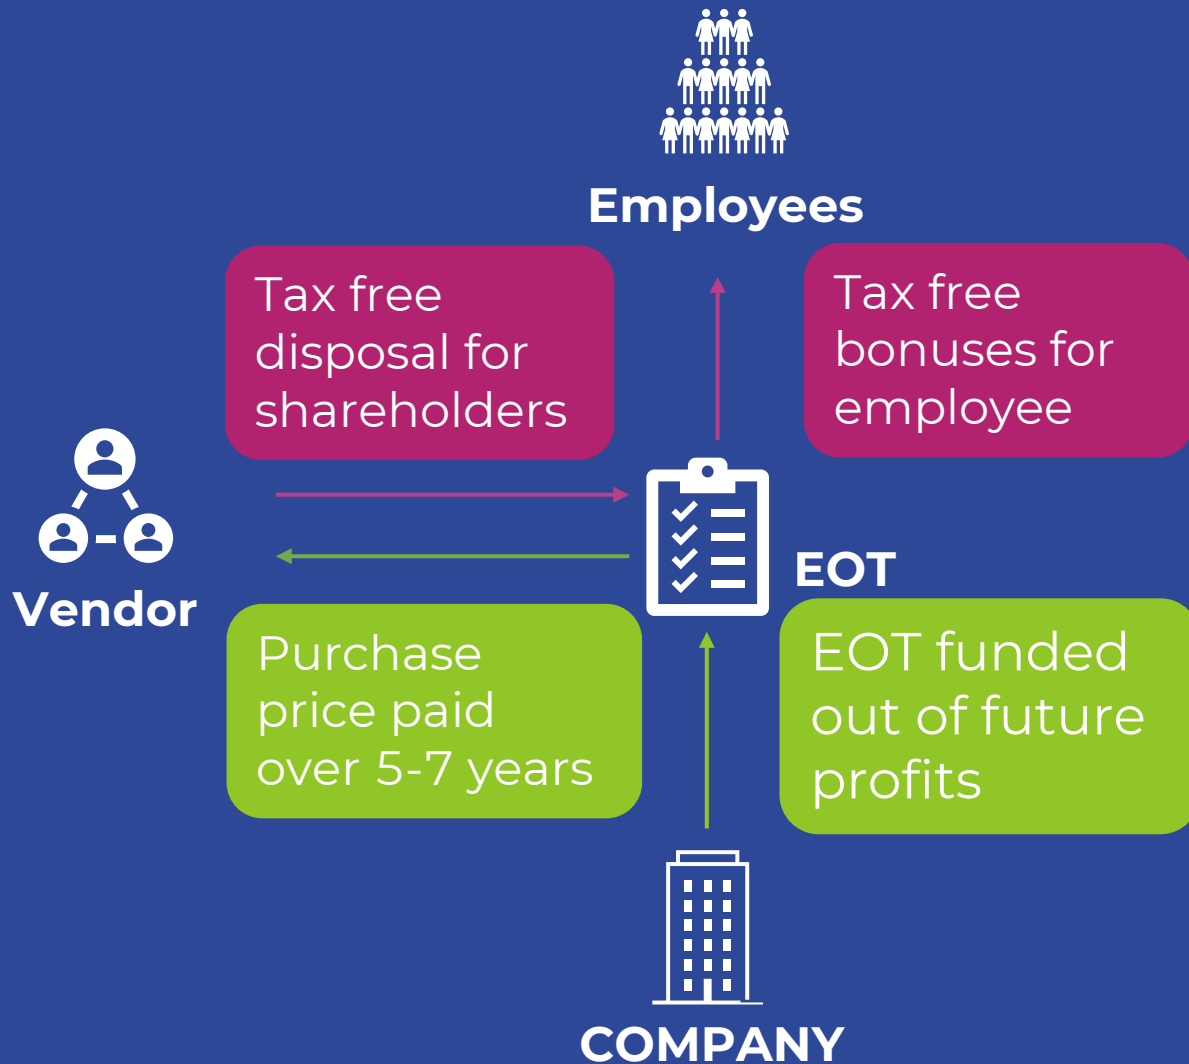 Employees
Tax free
disposal for
shareholders
Tax free
bonuses for
employee
Vendor
EOT
Purchase
price paid
over 5-7 years
EOT funded
out of future
profits
COMPANY